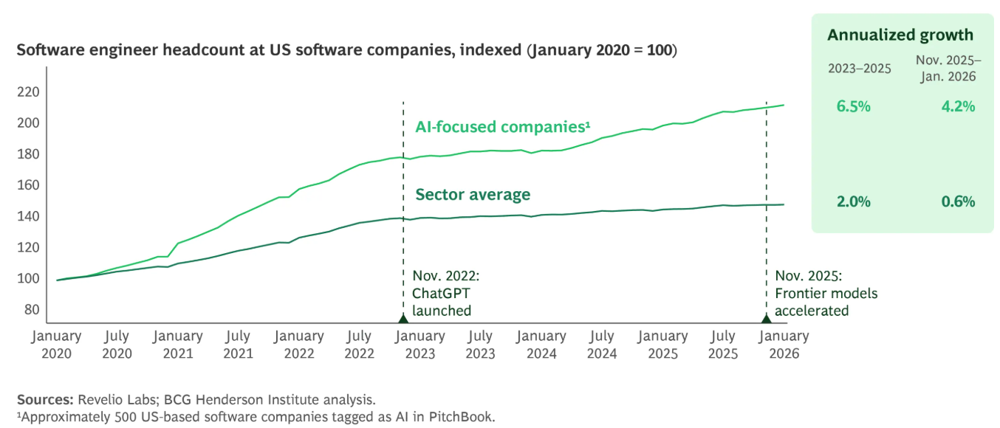 Software engineer headcount at US software companies, indexed (January 2020 = 100)
Annualized growth
2023–2025
Nov. 2025–
Jan. 2026
6.5%
4.2%
2.0%
0.6%
220
200
180
160
140
120
100
80
AI-focused companies¹
Sector average
Nov. 2022:
ChatGPT
launched
Nov. 2025:
Frontier models
accelerated
January
2020
July
2020
January
2021
July
2021
January
2022
July
2022
January
2023
July
2023
January
2024
July
2024
January
2025
July
2025
January
2026
Sources: Revelio Labs; BCG Henderson Institute analysis.
¹Approximately 500 US-based software companies tagged as AI in PitchBook.